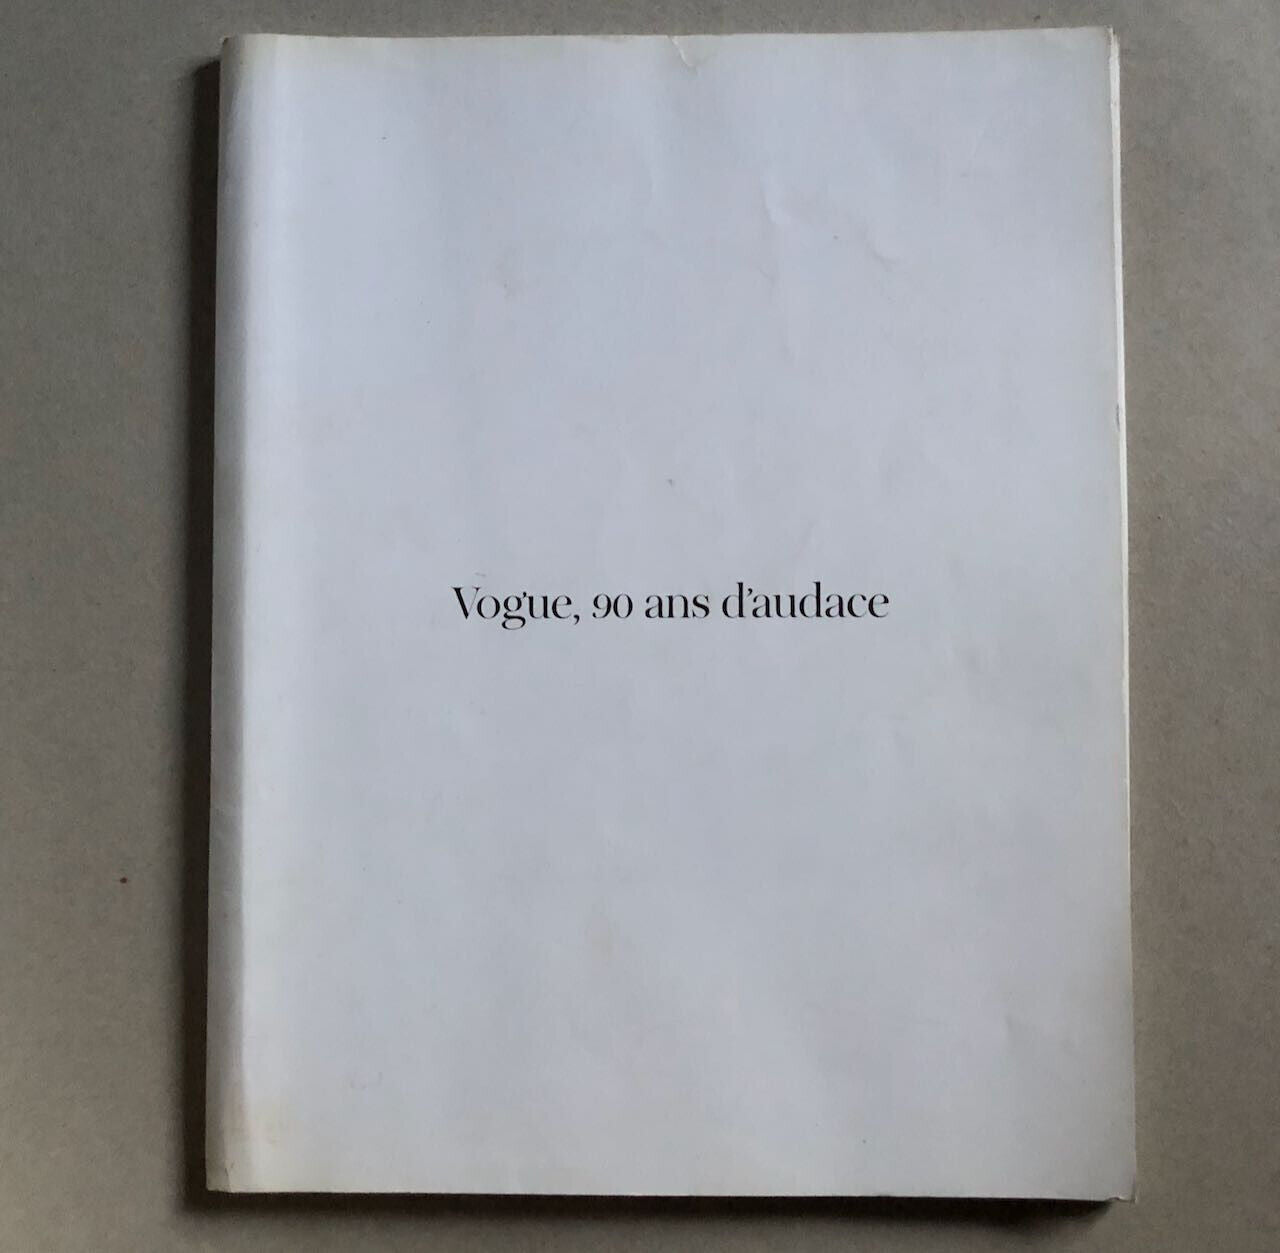 Vogue, 90 ans d’audace